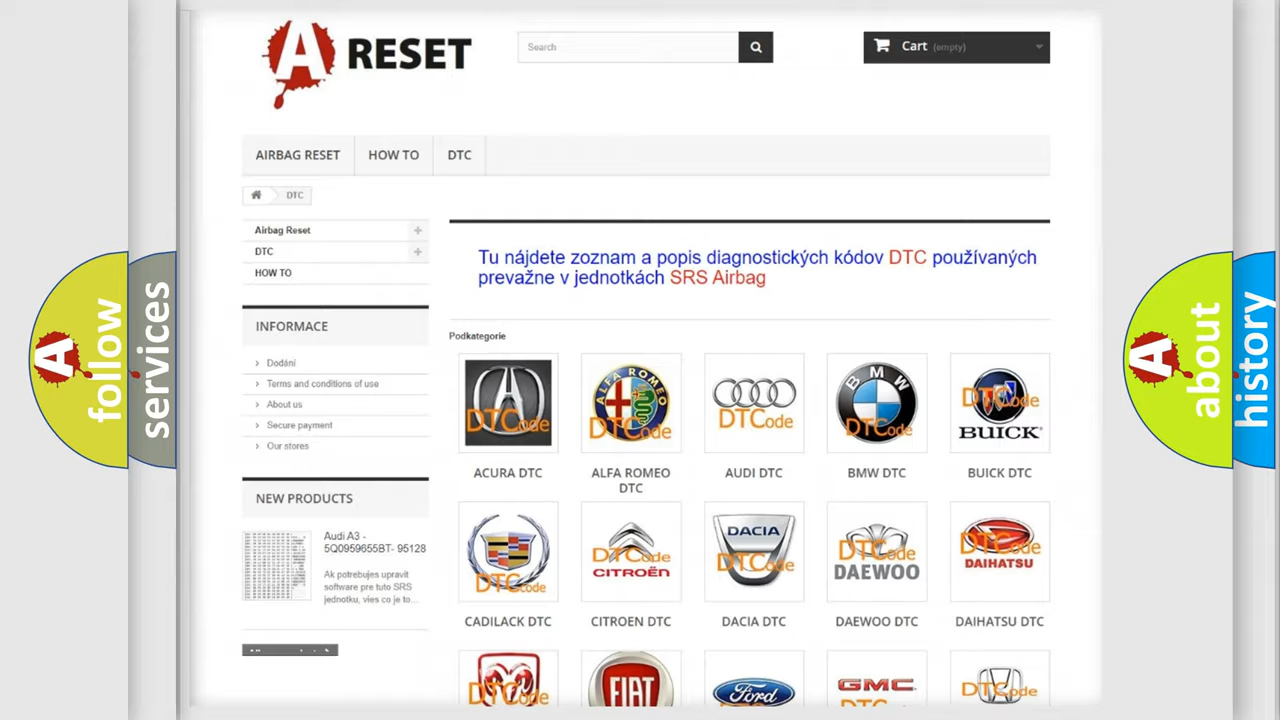 A RESET
Search
Cart (empty)
AIRBAG RESET
HOW TO
DTC
DTC
Airbag Reset
DTC
HOW TO
Tu nájdete zoznam a popis diagnostických kódov DTC používaných
prevažne v jednotkách SRS Airbag
INFORMACE
Dodání
Terms and conditions of use
About us
Secure payment
Our stores
NEW PRODUCTS
Audi A3 -
5Q0959655BT- 95128
Ak potrebujes upravit
software pre tuto SRS
jednotku, vies co je to...
Podkategorie
DTCode
ALFA ROMEO
DTCode
DTCode
BMW
DTCode
DTCode
BUICK
ACURA DTC
ALFA ROMEO
DTC
AUDI DTC
BMW DTC
BUICK DTC
DTCode
DTCode
CITROËN
DACIA
DTCode
DTCode
DAEWOO
DTCode
DAIHATSU
CADILACK DTC
CITROEN DTC
DACIA DTC
DAEWOO DTC
DAIHATSU DTC
DTCode
FIAT
Ford
GMC
DTCode
A follow
services
A about
history